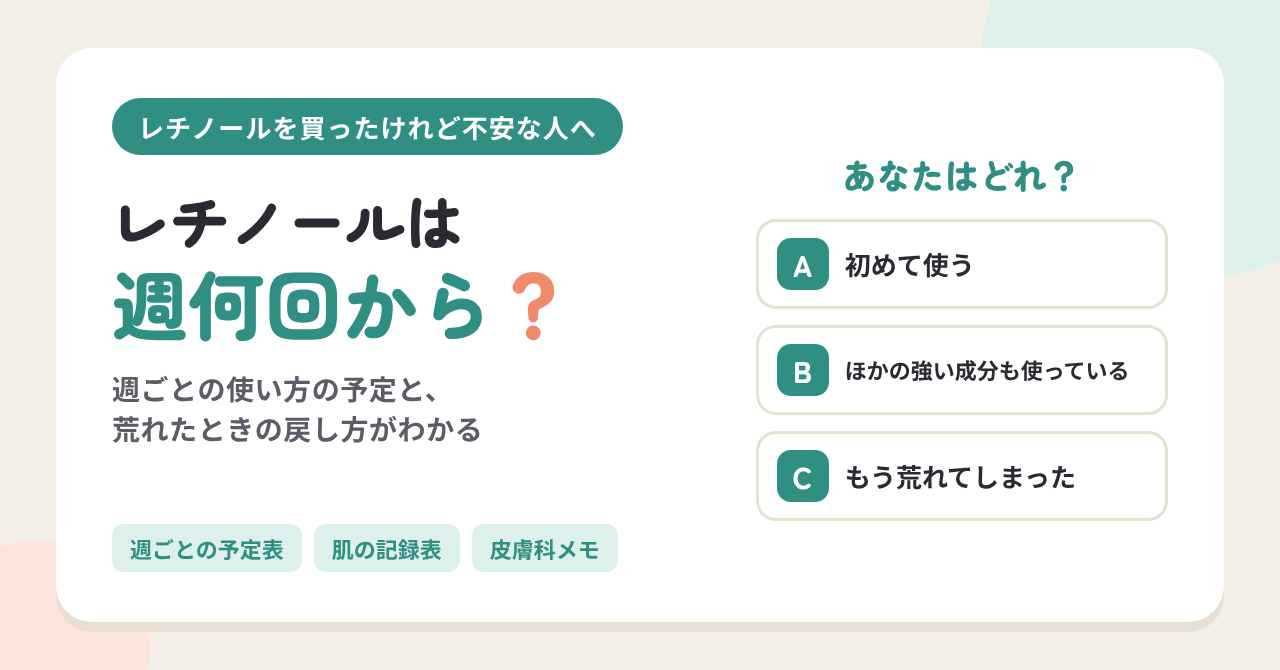 レチノールを買ったけれど不安な人へ
レチノールは
週何回から？
週ごとの使い方の予定と、
荒れたときの戻し方がわかる
週ごとの予定表
肌の記録表
皮膚科メモ
あなたはどれ？
A 初めて使う
B ほかの強い成分も使っている
C もう荒れてしまった